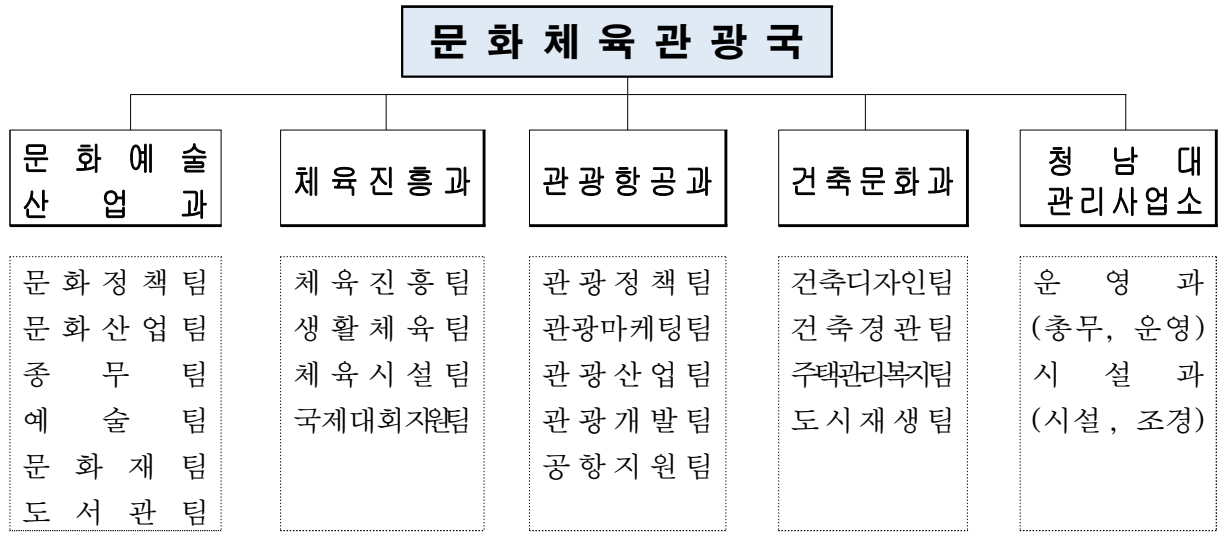 문화체육관광국
문화예술
산업과
체육진흥과
관광항공과
건축문화과
청남대
관리사업소
문화정책팀
문화산업팀
종무팀
예술팀
문화재팀
도서관팀
체육진흥팀
생활체육팀
체육시설팀
국제대회지원팀
관광정책팀
관광마케팅팀
관광산업팀
관광개발팀
공항지원팀
건축디자인팀
건축경관팀
주택관리복지팀
도시재생팀
운영과
(총무, 운영)
시설과
(시설, 조경)